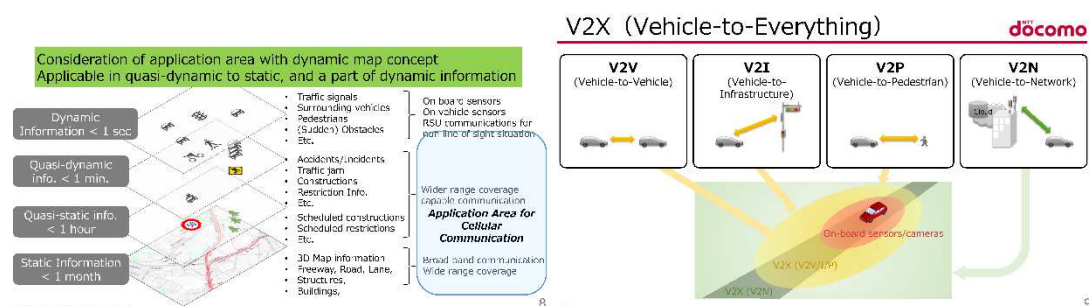 Consideration of application area with dynamic map concept
Applicable in quasi-dynamic to static, and a part of dynamic information
Dynamic
Information < 1 sec
• Traffic signals
• Surrounding vehicles
• Pedestrians
• (Sudden) Obstacles
• Etc.
On board sensors
On vehicle sensors
RSU communications for
non line of sight situation
Quasi-dynamic
info. < 1 min.
• Accidents/Incidents
• Traffic jam
• Constructions
• Restriction Info.
• Etc.
Wider range coverage
capable communication
Application Area for
Cellular
Communication
Quasi-static info.
< 1 hour
• Scheduled constructions
• Scheduled restrictions
• Etc.
Static Information
< 1 month
• 3D Map information
• Freeway, Road, Lane,
• Structures,
• Buildings,
Broad band communication
Wide range coverage
8
V2X (Vehicle-to-Everything)
NTT
docomo
V2V
(Vehicle-to-Vehicle)
V2I
(Vehicle-to-
Infrastructure)
V2P
(Vehicle-to-Pedestrian)
V2N
(Vehicle-to-Network)
Cloud
On-board sensors/cameras
V2X (V2V/I/P)
V2X (V2N)